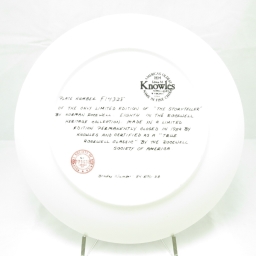 Knowles
PLATE NUMBER
OF THE FULL LIMITED EDITION OF "THE STORYTELLER"
BY NORMAN ROCKWELL EIGHTH IN THE ROCKWELL
HERITAGE COLLECTION MADE IN A LIMITED
EDITION PERMANENTLY CLOSED IN 1984 BY
KNOWLES AND CERTIFIED AS A "TRUE
ROCKWELL CLASSIC" BY THE ROCKWELL
SOCIETY OF AMERICA